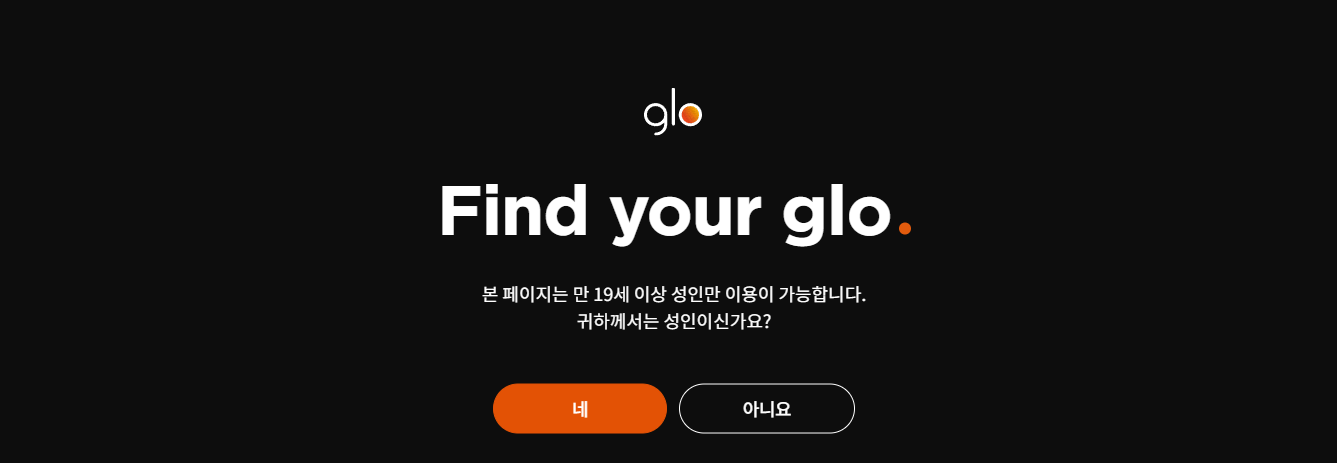 glo
Find your glo.
본 페이지는 만 19세 이상 성인만 이용이 가능합니다.
귀하께서는 성인이신가요?
네
아니요